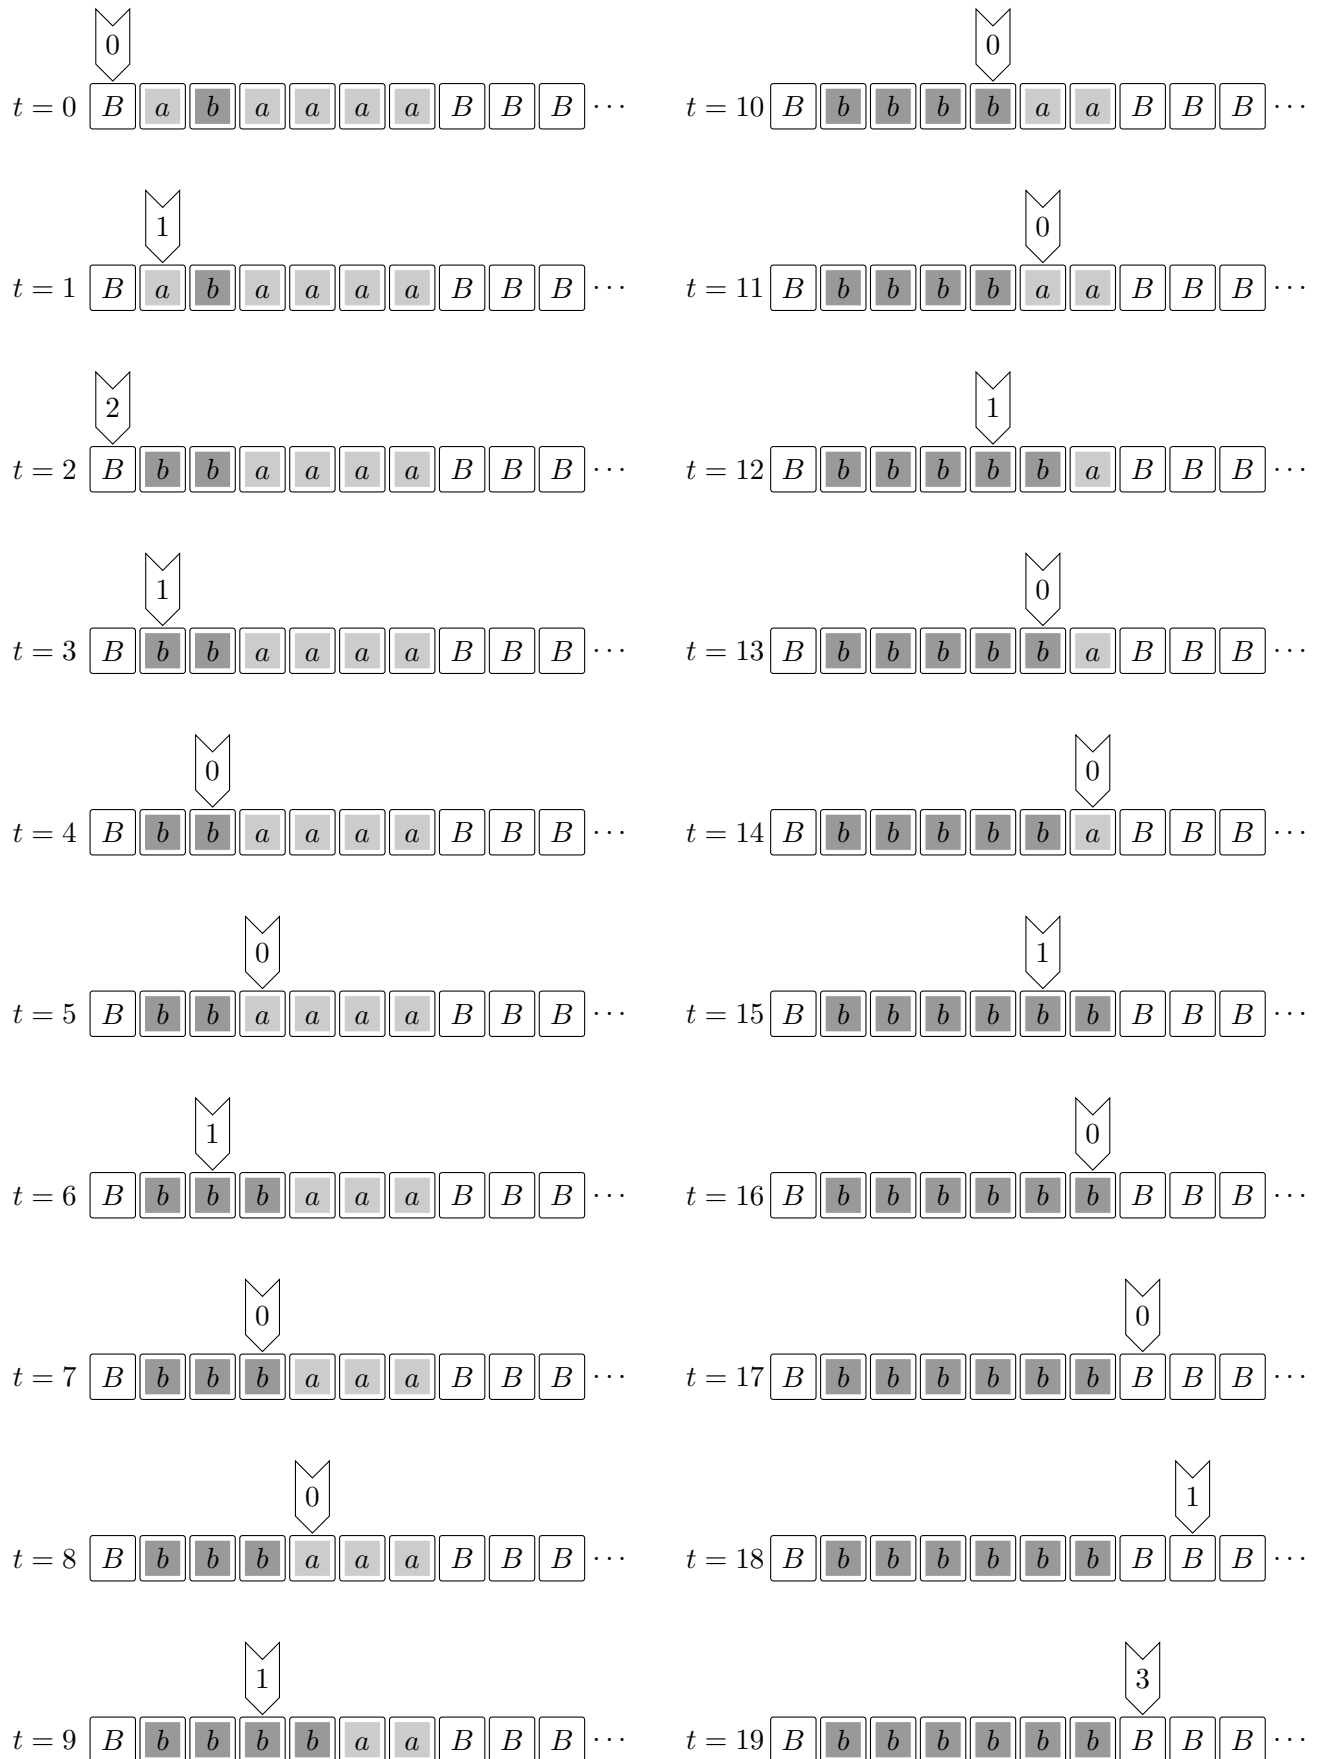 0
t = 0 B a b a a a a B B B ···
1
t = 1 B a b a a a a B B B ···
2
t = 2 B b b a a a a B B B ···
1
t = 3 B b b a a a a B B B ···
0
t = 4 B b b a a a a B B B ···
0
t = 5 B b b a a a a B B B ···
1
t = 6 B b b b a a a B B B ···
0
t = 7 B b b b a a a B B B ···
0
t = 8 B b b b a a a B B B ···
1
t = 9 B b b b b a a B B B ···
0
t = 10 B b b b b a a B B B ···
0
t = 11 B b b b b a a B B B ···
1
t = 12 B b b b b b a B B B ···
0
t = 13 B b b b b b a B B B ···
0
t = 14 B b b b b b a B B B ···
1
t = 15 B b b b b b b B B B ···
0
t = 16 B b b b b b b B B B ···
0
t = 17 B b b b b b b B B B ···
1
t = 18 B b b b b b b B B B ···
3
t = 19 B b b b b b b B B B ···